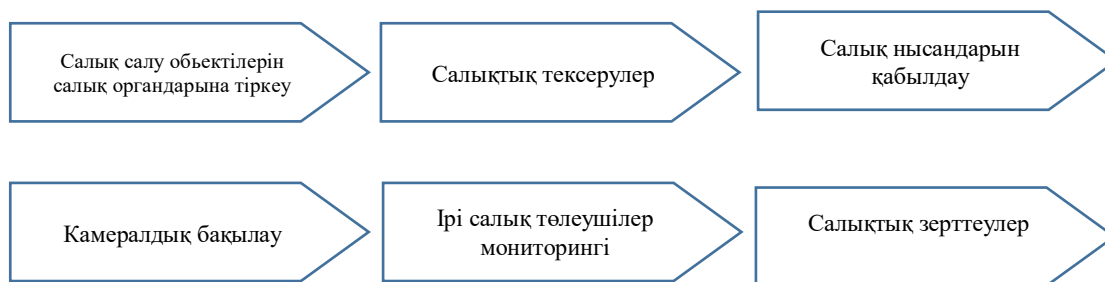 Салық салу обьектілерін
салық органдарына тіркеу
Салықтық тексерулер
Салық нысандарын
қабылдау
Камералдық бақылау
Ірі салық төлеушілер
мониторингі
Салықтық зерттеулер